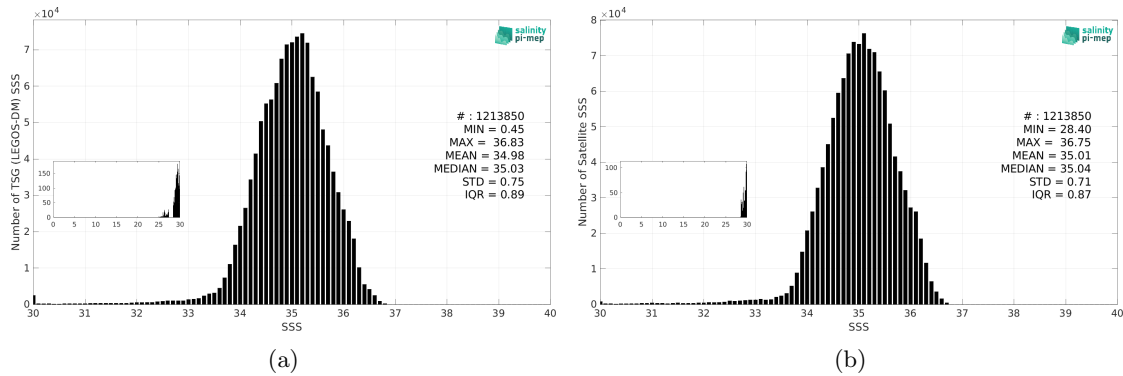 ×10⁴
Number of TSG (LEGOS-DM) SSS
7
6
5
4
3
2
1
0
salinity
pi-mep
# : 1213850
MIN = 0.45
MAX = 36.83
MEAN = 34.98
MEDIAN = 35.03
STD = 0.75
IQR = 0.89
150
100
50
0
0 5 10 15 20 25 30
30 31 32 33 34 35 36 37 38 39 40
SSS
(a)
×10⁴
Number of Satellite SSS
8
7
6
5
4
3
2
1
0
salinity
pi-mep
# : 1213850
MIN = 28.40
MAX = 36.75
MEAN = 35.01
MEDIAN = 35.04
STD = 0.71
IQR = 0.87
100
50
0
0 5 10 15 20 25 30
30 31 32 33 34 35 36 37 38 39 40
SSS
(b)